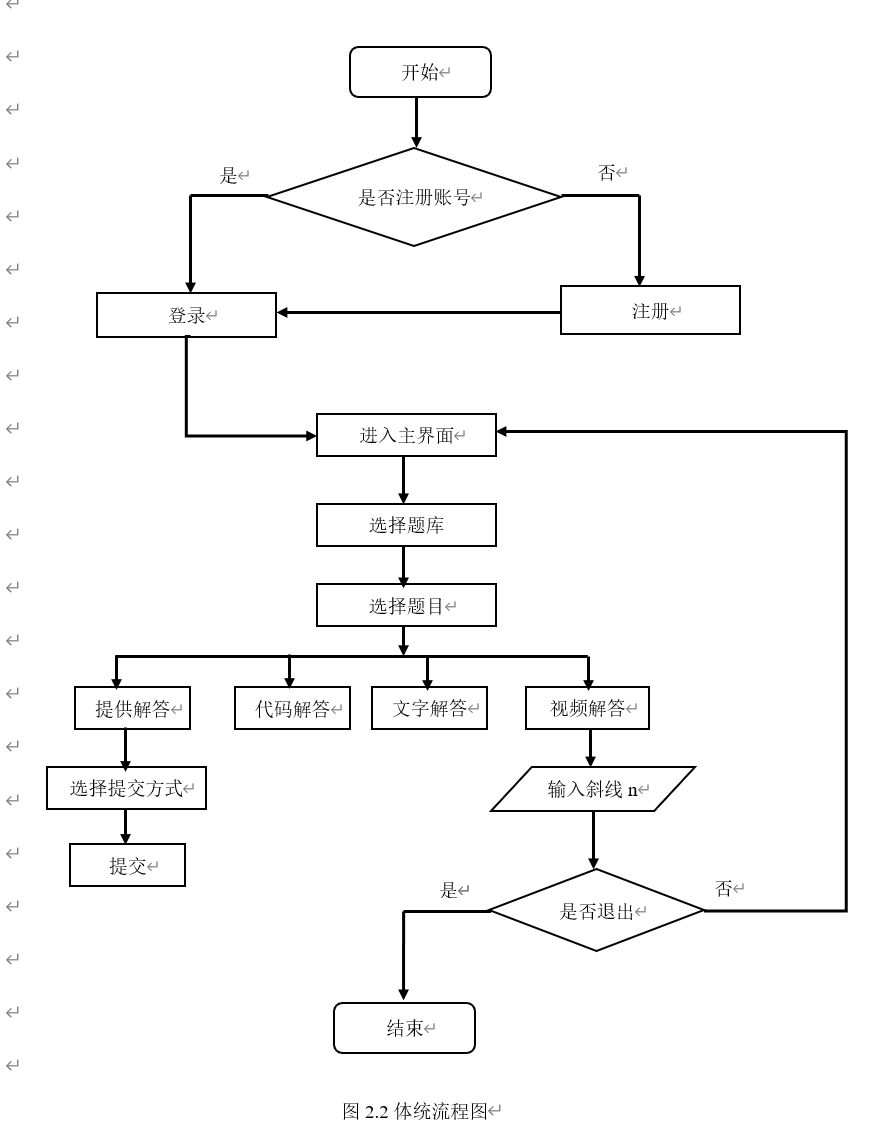 开始
是
否
是否注册账号
登录
注册
进入主界面
选择题库
选择题目
提供解答
代码解答
文字解答
视频解答
选择提交方式
输入斜线 n
提交
是
否
是否退出
结束
图 2.2 体统流程图